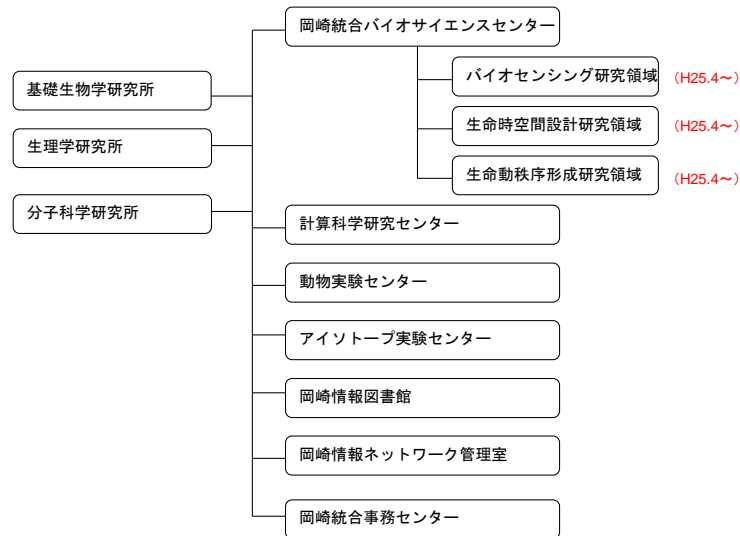 岡崎統合バイオサイエンスセンター
バイオセンシング研究領域 （H25.4～）
基礎生物学研究所
生命時空間設計研究領域 （H25.4～）
生理学研究所
生命動秩序形成研究領域 （H25.4～）
分子科学研究所
計算科学研究センター
動物実験センター
アイソトープ実験センター
岡崎情報図書館
岡崎情報ネットワーク管理室
岡崎統合事務センター